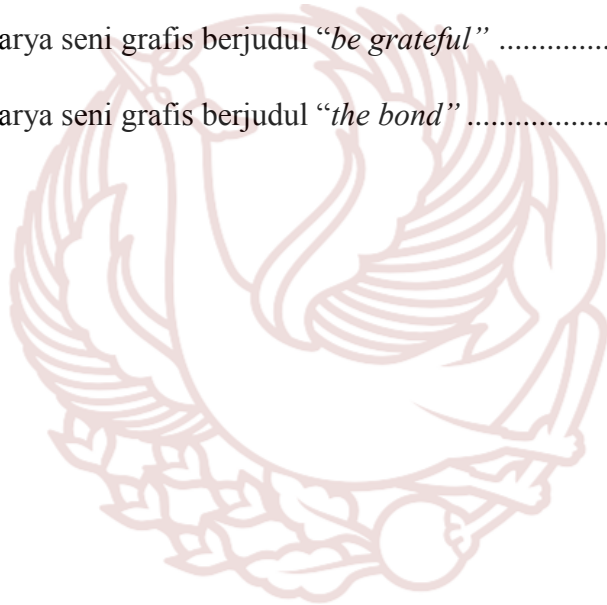 arya seni grafis berjudul “be grateful” ................
arya seni grafis berjudul “the bond” ....................